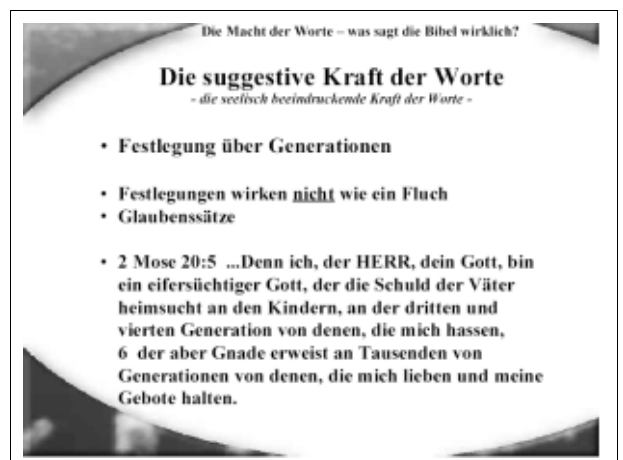 Die Macht der Worte – was sagt die Bibel wirklich?
Die suggestive Kraft der Worte
- die seelisch beeindruckende Kraft der Worte -
• Festlegung über Generationen
• Festlegungen wirken nicht wie ein Fluch
• Glaubenssätze
• 2 Mose 20:5 ...Denn ich, der HERR, dein Gott, bin
ein eifersüchtiger Gott, der die Schuld der Väter
heimsucht an den Kindern, an der dritten und
vierten Generation von denen, die mich hassen,
6 der aber Gnade erweist an Tausenden von
Generationen von denen, die mich lieben und meine
Gebote halten.